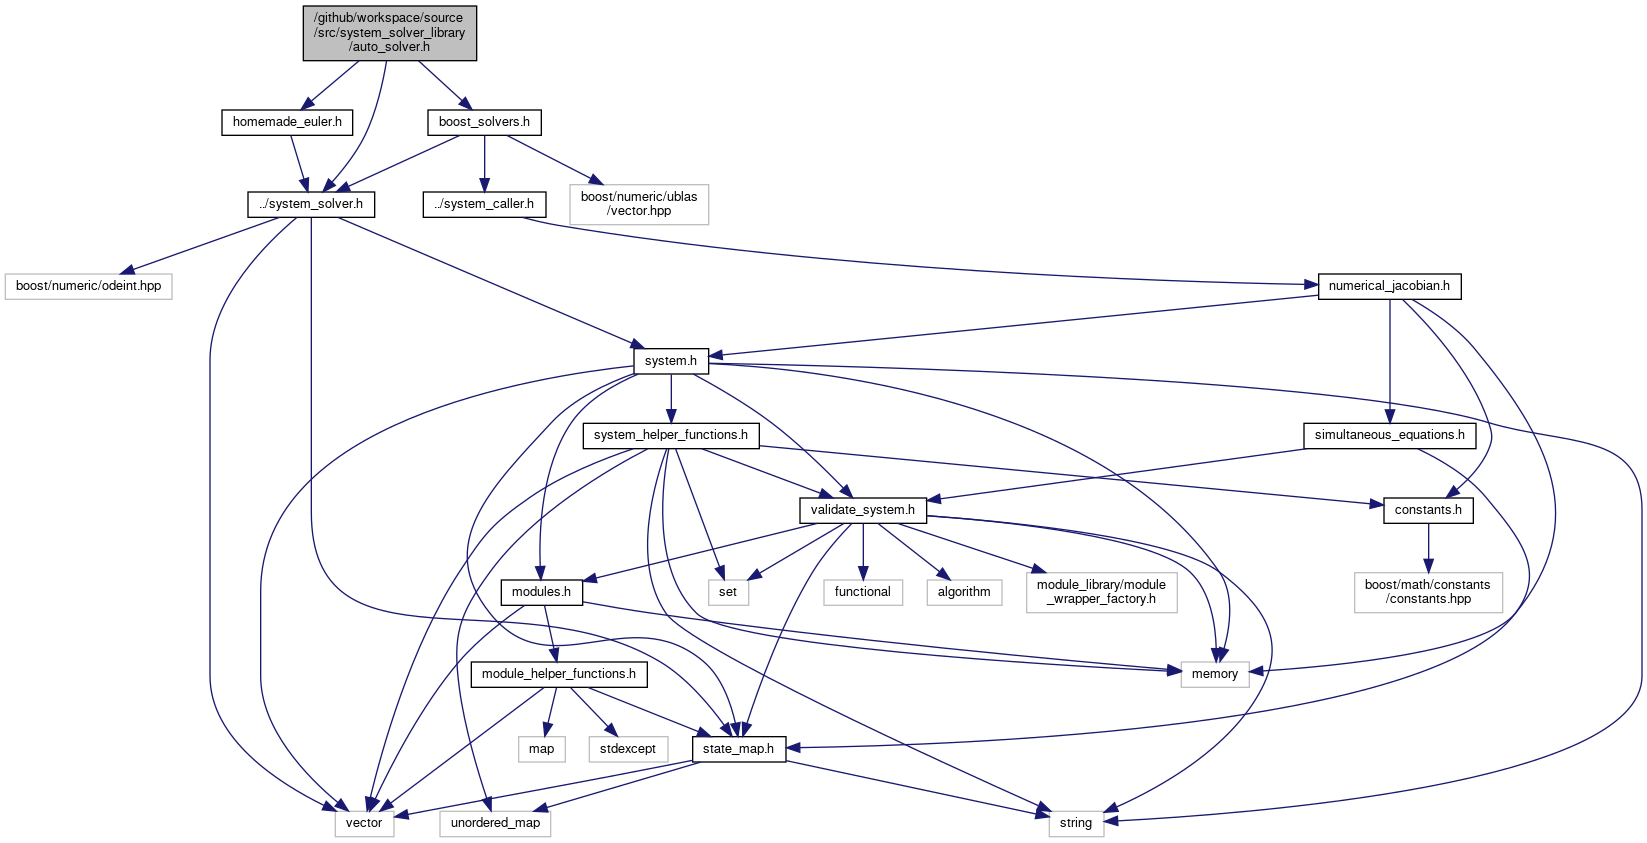 /github/workspace/source
/src/system_solver_library
/auto_solver.h
homemade_euler.h
boost_solvers.h
../system_solver.h
../system_caller.h
boost/numeric/ublas
/vector.hpp
boost/numeric/odeint.hpp
numerical_jacobian.h
system.h
system_helper_functions.h
simultaneous_equations.h
validate_system.h
constants.h
modules.h
set
functional
algorithm
module_library/module
_wrapper_factory.h
boost/math/constants
/constants.hpp
module_helper_functions.h
memory
map
stdexcept
state_map.h
vector
unordered_map
string